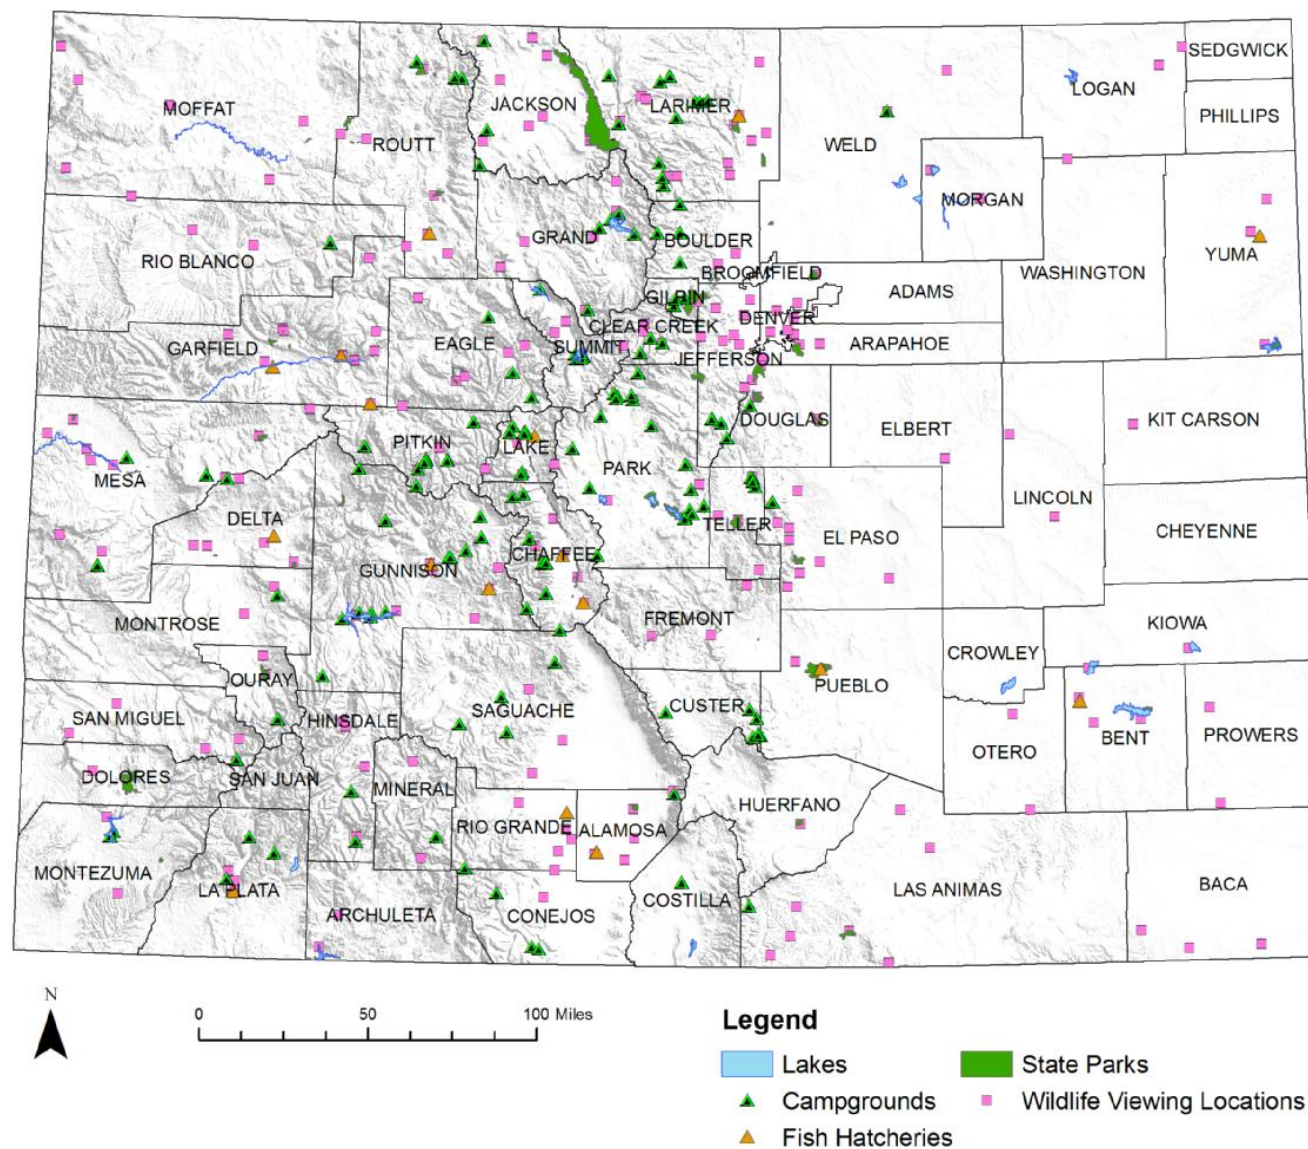 SEDGWICK
LOGAN
MOFFAT
JACKSON
LARIMER
PHILLIPS
ROUTT
WELD
MORGAN
GRAND
BOULDER
YUMA
RIO BLANCO
BROOMFIELD
WASHINGTON
GILPIN
ADAMS
CLEAR CREEK
DENVER
GARFIELD
EAGLE
SUMMIT
JEFFERSON
ARAPAHOE
DOUGLAS
KIT CARSON
ELBERT
PITKIN
LAKE
PARK
MESA
LINCOLN
DELTA
TELLER
CHEYENNE
EL PASO
CHAFFEE
GUNNISON
FREMONT
MONTROSE
KIOWA
CROWLEY
OURAY
PUEBLO
CUSTER
SAGUACHE
SAN MIGUEL
HINSDALE
BENT
PROWERS
OTERO
DOLORES
SAN JUAN
MINERAL
HUERFANO
RIO GRANDE
ALAMOSA
MONTEZUMA
BACA
LA PLATA
LAS ANIMAS
COSTILLA
ARCHULETA
CONEJOS
N
0 50 100 Miles
Legend
Lakes State Parks
Campgrounds Wildlife Viewing Locations
Fish Hatcheries